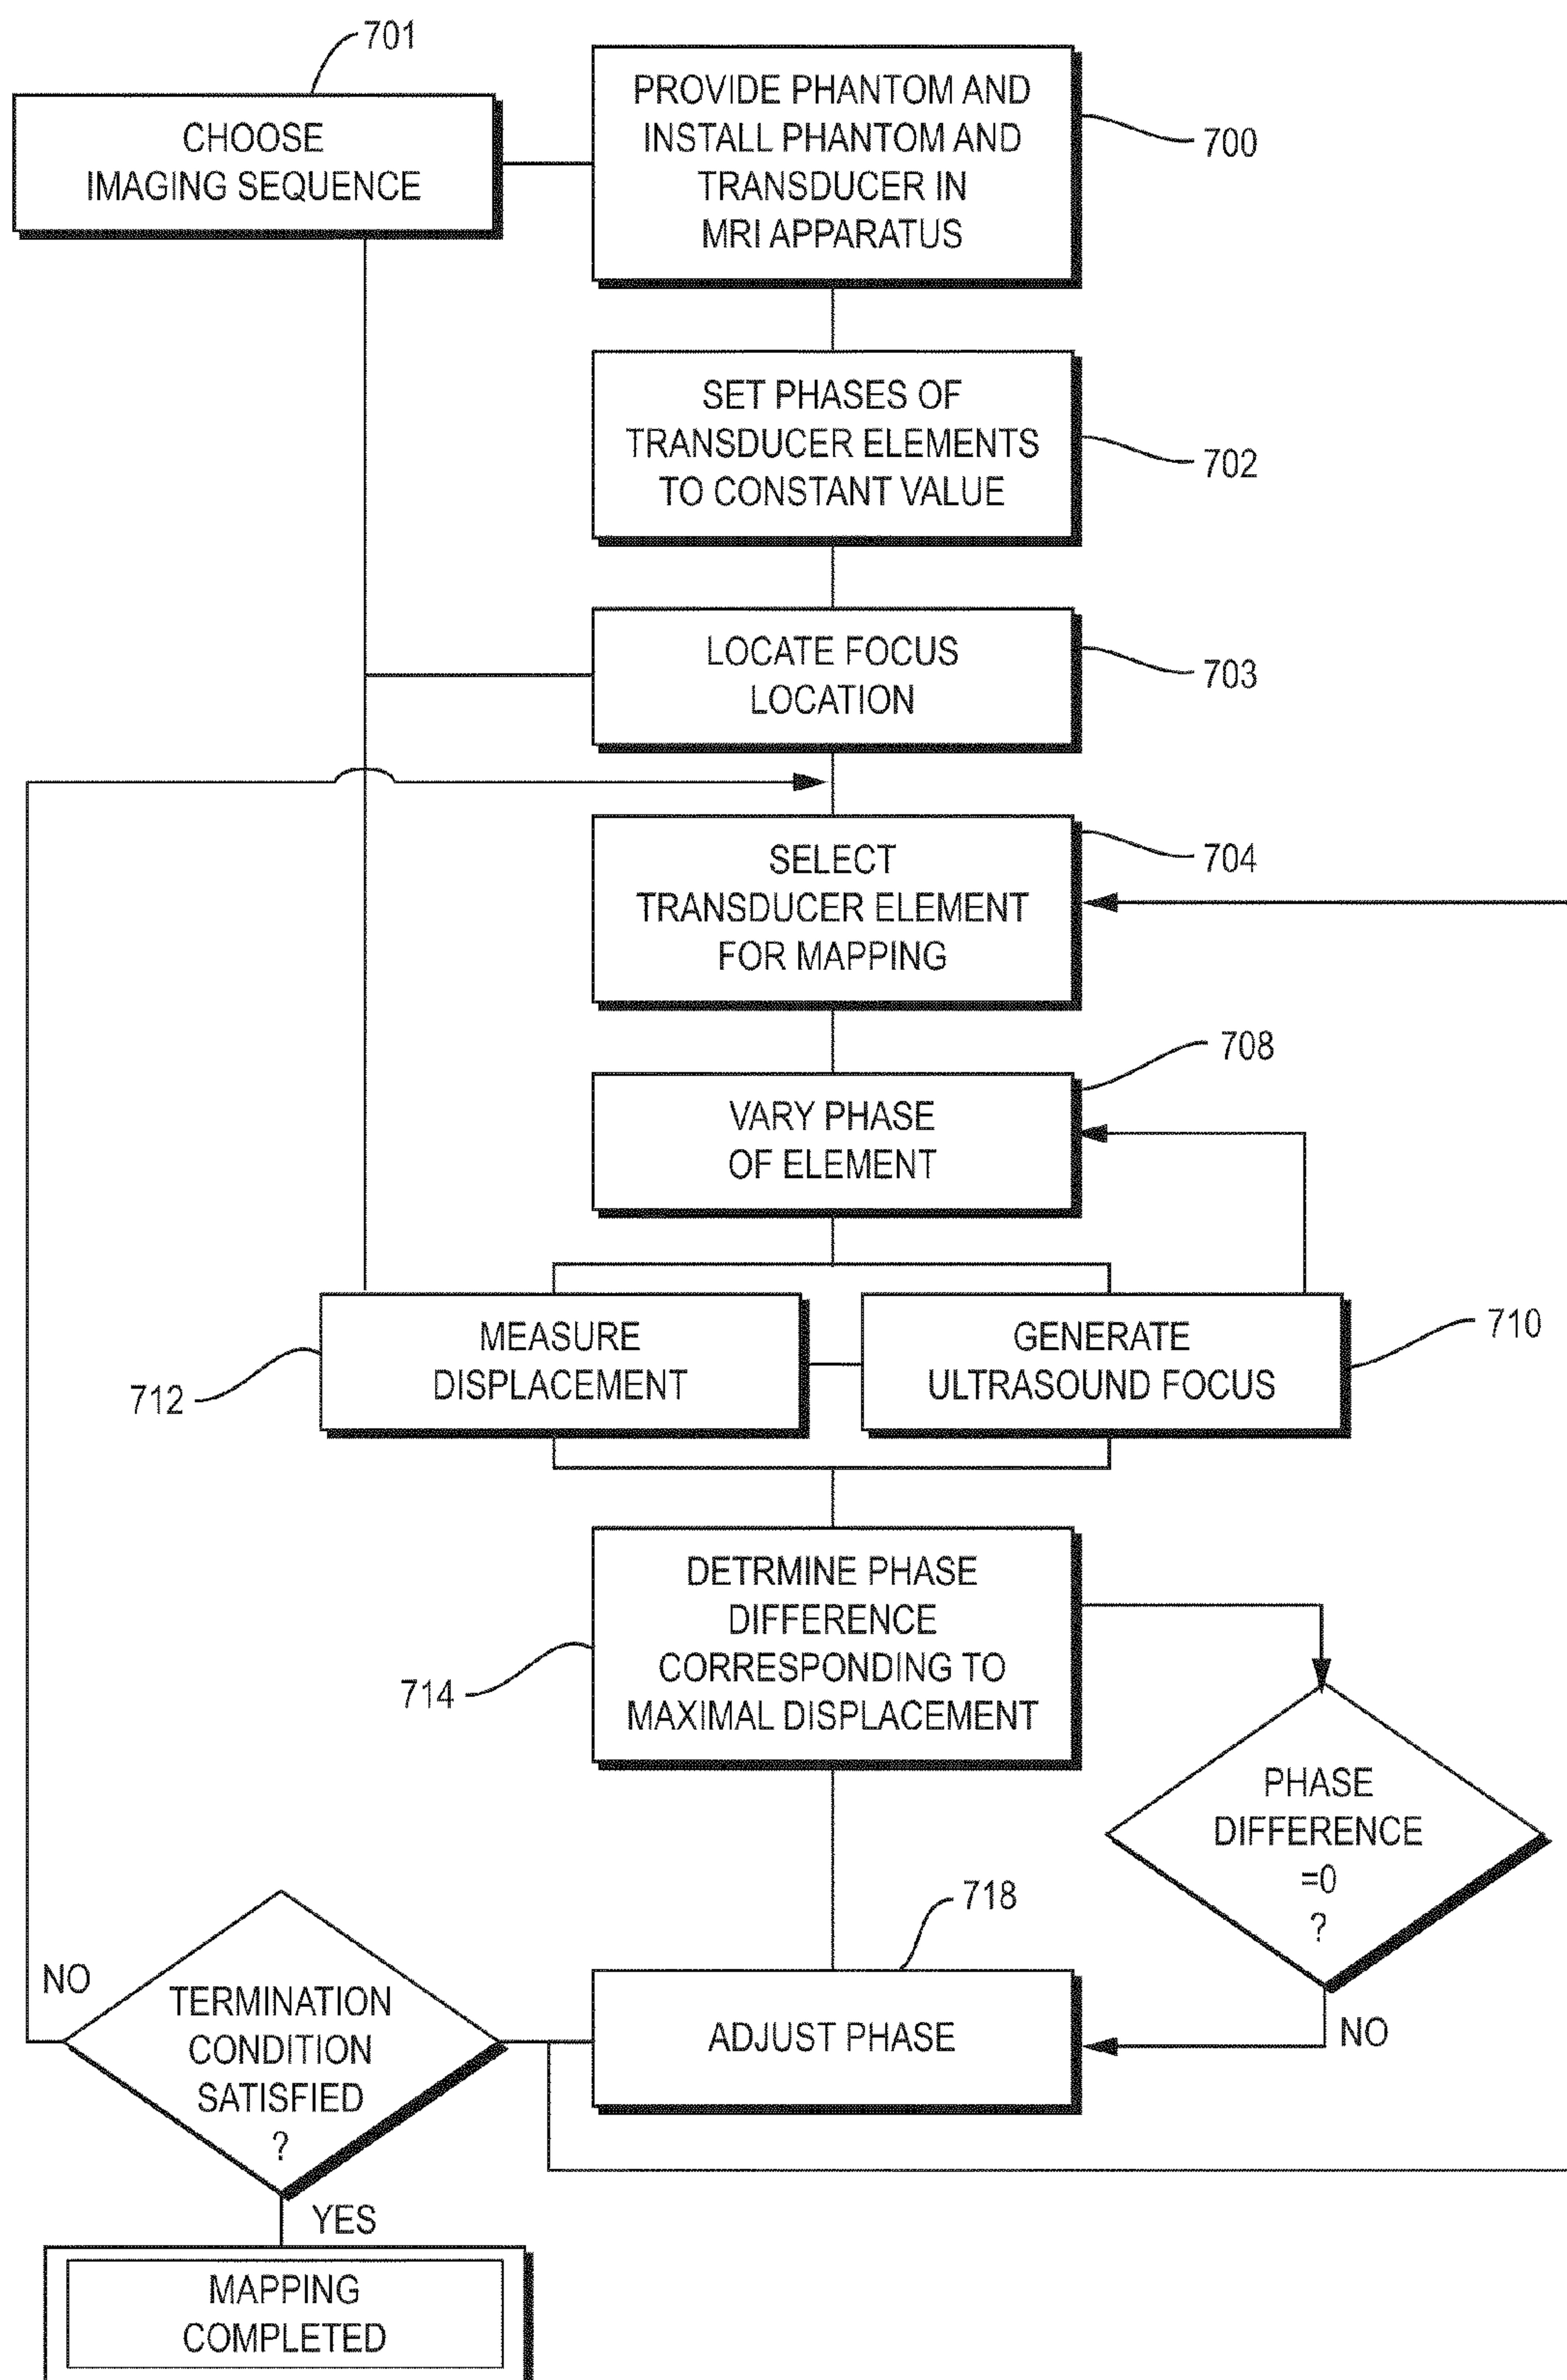 701
CHOOSE
IMAGING SEQUENCE
PROVIDE PHANTOM AND
INSTALL PHANTOM AND
TRANSDUCER IN
MRI APPARATUS
700
SET PHASES OF
TRANSDUCER ELEMENTS
TO CONSTANT VALUE
702
LOCATE FOCUS
LOCATION
703
SELECT
TRANSDUCER ELEMENT
FOR MAPPING
704
VARY PHASE
OF ELEMENT
708
MEASURE
DISPLACEMENT
712
GENERATE
ULTRASOUND FOCUS
710
DETRMINE PHASE
DIFFERENCE
CORRESPONDING TO
MAXIMAL DISPLACEMENT
714
PHASE
DIFFERENCE
=0
?
NO
718
ADJUST PHASE
NO
TERMINATION
CONDITION
SATISFIED
?
YES
MAPPING
COMPLETED